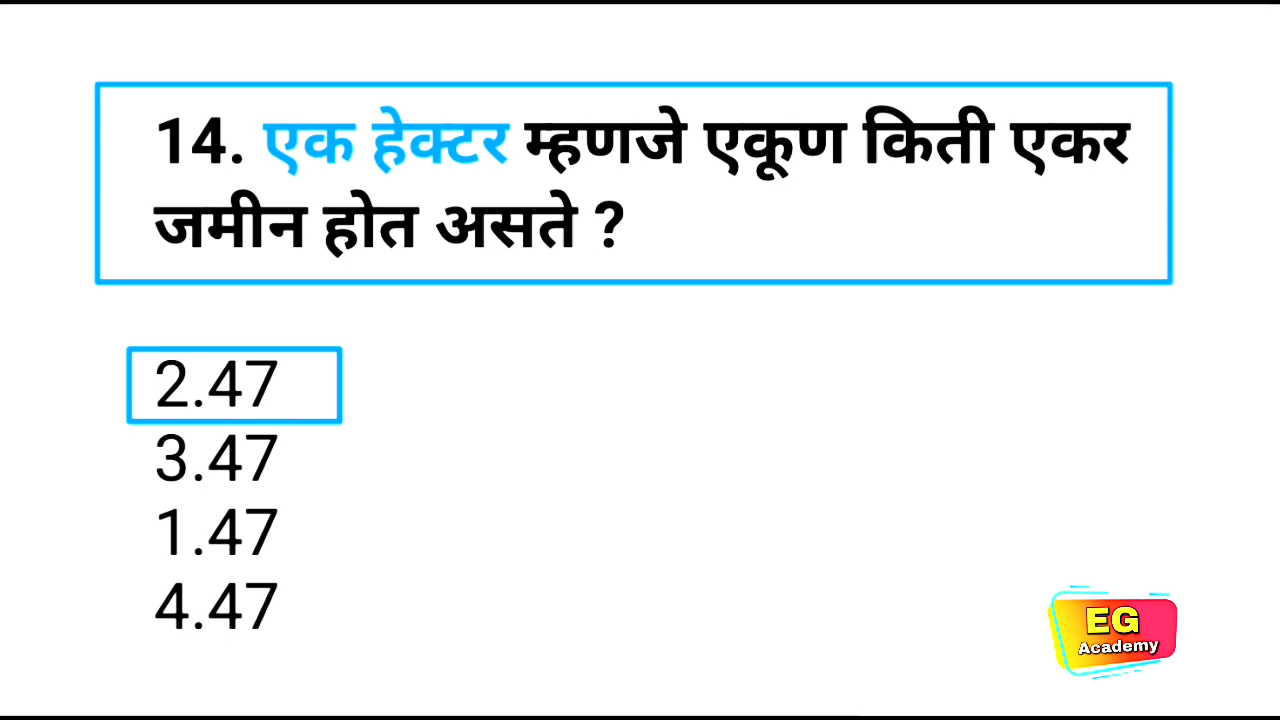 14. एक हेक्टर म्हणजे एकूण किती एकर
जमीन होत असते ?
2.47
3.47
1.47
4.47
EG
Academy